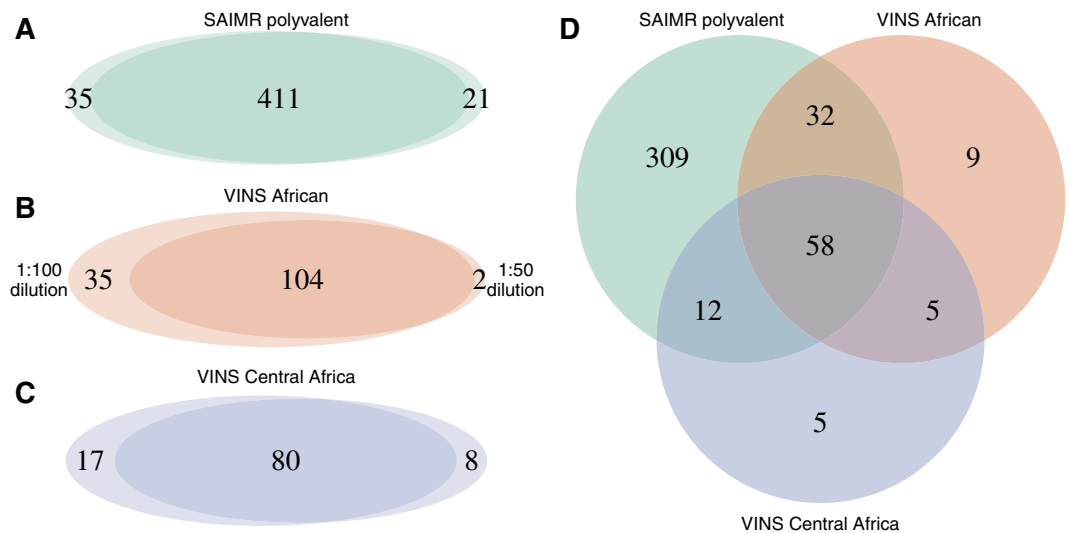 A
SAIMR polyvalent
35
411
21
B
VINS African
1:100
dilution
35
104
2
1:50
dilution
C
VINS Central Africa
17
80
8
D
SAIMR polyvalent
VINS African
32
309
9
58
12
5
5
VINS Central Africa